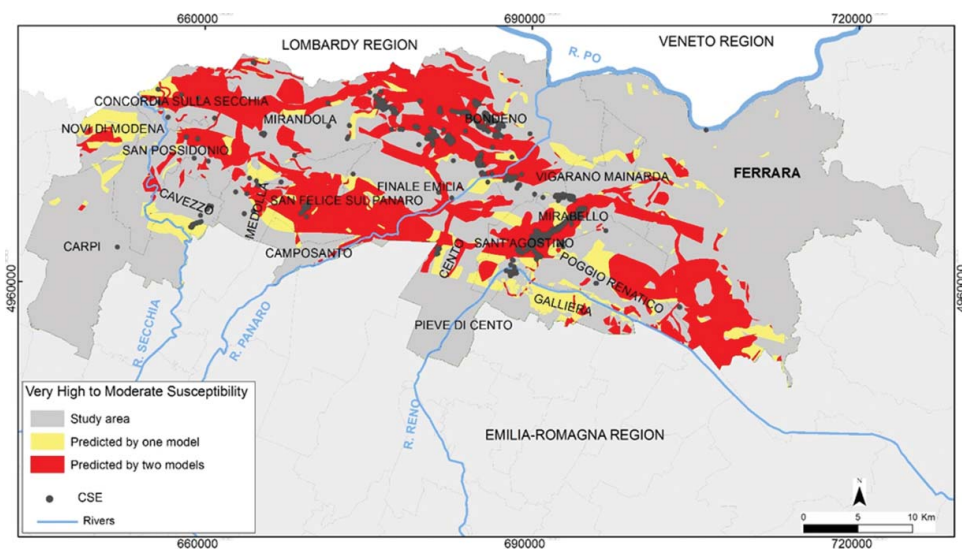 660000
690000
720000
LOMBARDY REGION
VENETO REGION
R. PO
CONCORDIA SULLA SECCHIA
MIRANDOLA
BONDENO
NOVI DI MODENA
SAN POSSIDONIO
FERRARA
VIGARANO MAINARDA
FINALE EMILIA
MEDOLLA
SAN FELICE SUL PANARO
CAVEZZO
MIRABELLO
CARPI
CAMPOSANTO
CENTO
SANT'AGOSTINO
POGGIO RENATICO
4960000
4960000
GALLIERA
PIEVE DI CENTO
R. SECCHIA
R. PANARO
R. RENO
EMILIA-ROMAGNA REGION
Very High to Moderate Susceptibility
Study area
Predicted by one model
Predicted by two models
CSE
Rivers
N
0 5 10 Km
660000
690000
720000